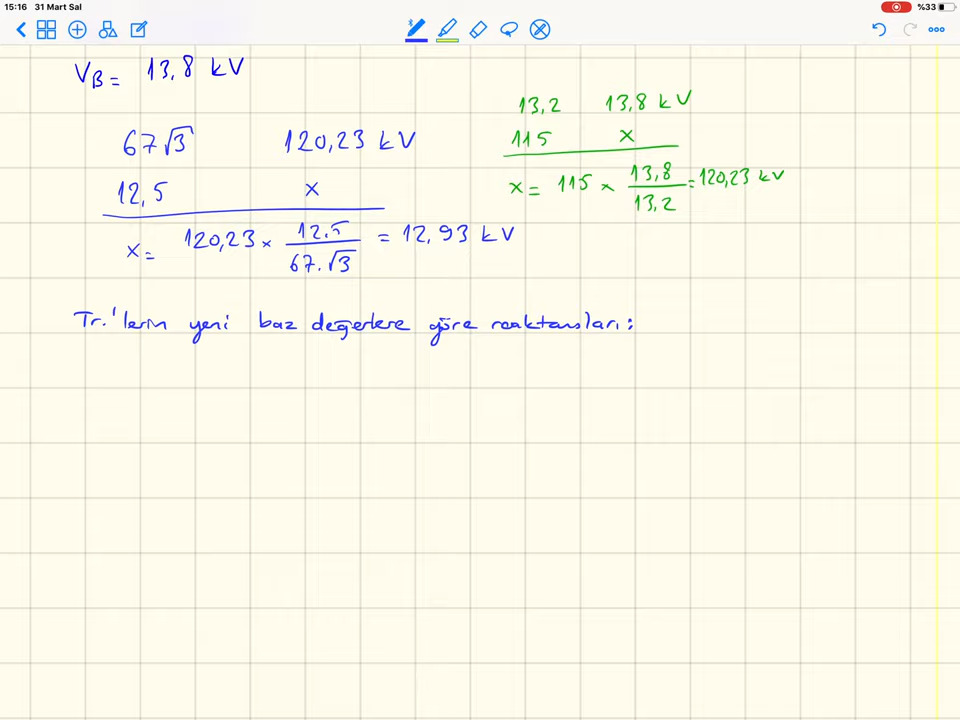 15:16 31 Mart Sal %33
V_B = 13,8 kV
13,2 13,8 kV
115 x
x = 115 × 13,8 / 13,2 = 120,23 kV
67√3 120,23 kV
12,5 x
x = 120,23 × 12.5 / 67.√3 = 12,93 kV
Tr.'lerin yeni baz değerlere göre reaktansları: